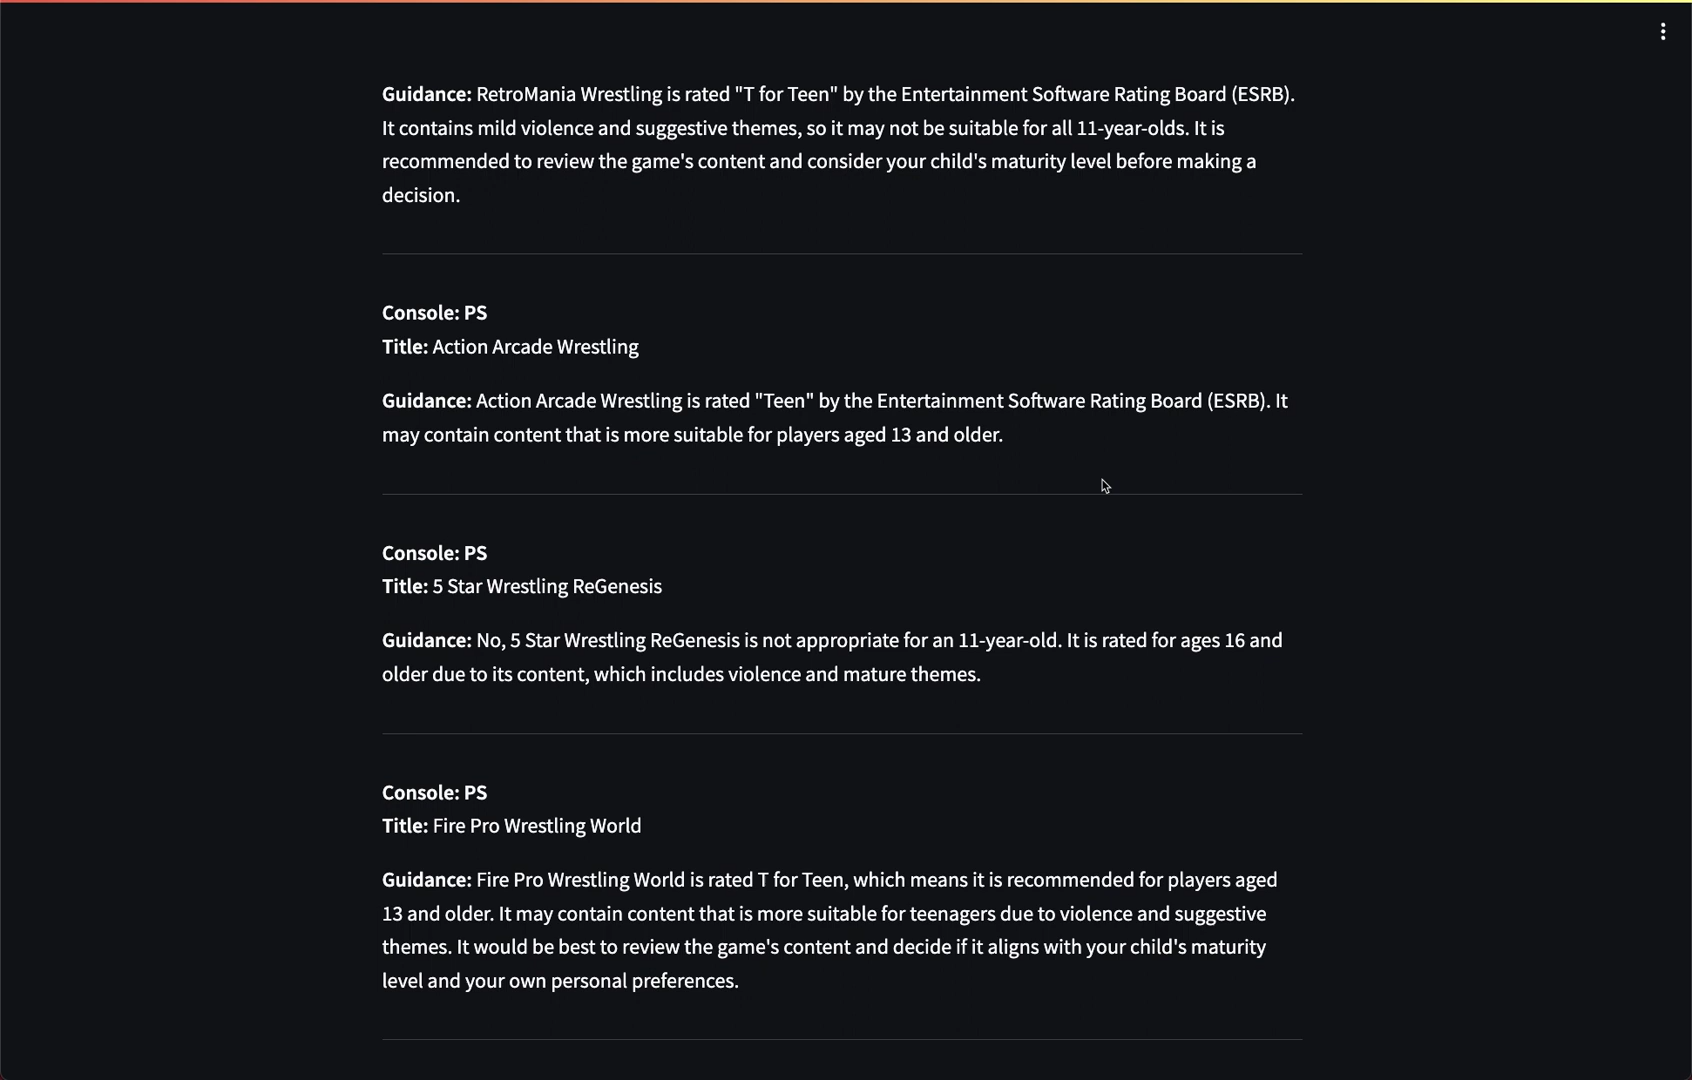 Guidance: RetroMania Wrestling is rated "T for Teen" by the Entertainment Software Rating Board (ESRB).
It contains mild violence and suggestive themes, so it may not be suitable for all 11-year-olds. It is
recommended to review the game's content and consider your child's maturity level before making a
decision.
Console: PS
Title: Action Arcade Wrestling
Guidance: Action Arcade Wrestling is rated "Teen" by the Entertainment Software Rating Board (ESRB). It
may contain content that is more suitable for players aged 13 and older.
Console: PS
Title: 5 Star Wrestling ReGenesis
Guidance: No, 5 Star Wrestling ReGenesis is not appropriate for an 11-year-old. It is rated for ages 16 and
older due to its content, which includes violence and mature themes.
Console: PS
Title: Fire Pro Wrestling World
Guidance: Fire Pro Wrestling World is rated T for Teen, which means it is recommended for players aged
13 and older. It may contain content that is more suitable for teenagers due to violence and suggestive
themes. It would be best to review the game's content and decide if it aligns with your child's maturity
level and your own personal preferences.